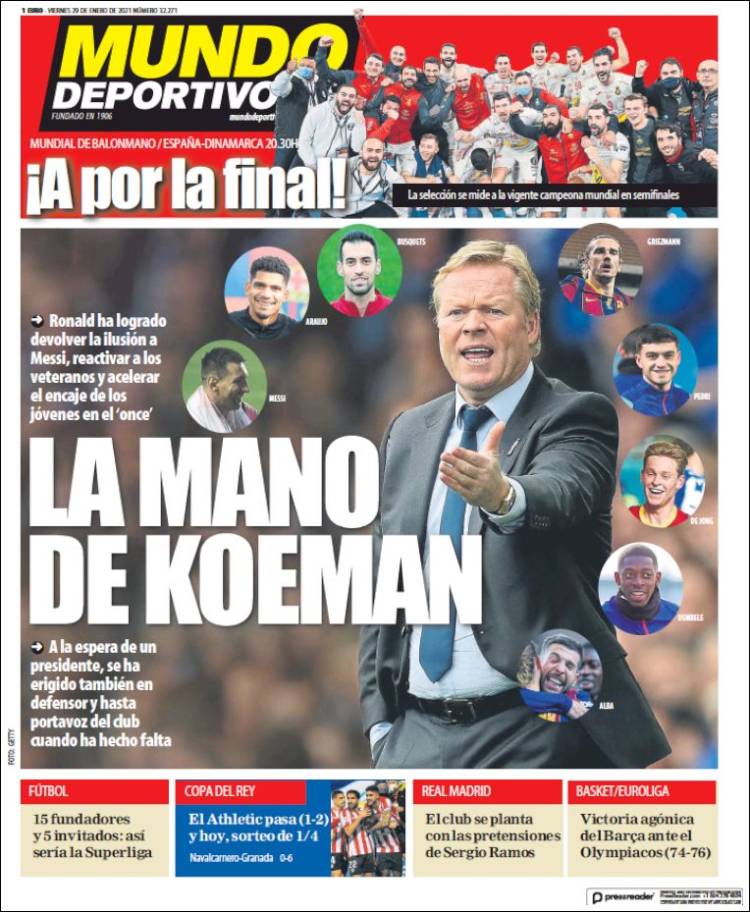 1 EURO - VIERNES 29 DE ENERO DE 2021 NÚMERO 32.271
MUNDO
DEPORTIVO
FUNDADO EN 1906
mundodeporti
MUNDIAL DE BALONMANO / ESPAÑA-DINAMARCA 20.30H
¡A por la final!
La selección se mide a la vigente campeona mundial en semifinales
BUSQUETS
GRIEZMANN
ARAUJO
MESSI
PEDRI
DE JONG
DEMBÉLÉ
ALBA
Ronald ha logrado
devolver la ilusión a
Messi, reactivar a los
veteranos y acelerar
el encaje de los
jóvenes en el ‘once’
LA MANO
DE KOEMAN
A la espera de un
presidente, se ha
erigido también en
defensor y hasta
portavoz del club
cuando ha hecho falta
FOTO: GETTY
FÚTBOL
15 fundadores
y 5 invitados: así
sería la Superliga
COPA DEL REY
El Athletic pasa (1-2)
y hoy, sorteo de 1/4
Navalcarnero-Granada 0-6
REAL MADRID
El club se planta
con las pretensiones
de Sergio Ramos
BASKET/EUROLIGA
Victoria agónica
del Barça ante el
Olympiacos (74-76)
pressreader